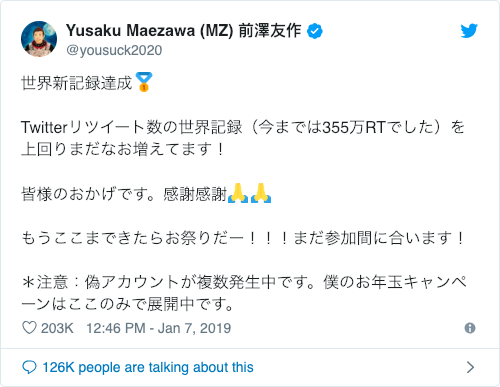 Yusaku Maezawa (MZ) 前澤友作
@yousuck2020
世界新記録達成🏅
Twitterリツイート数の世界記録（今までは355万RTでした）を
上回りまだなお増えてます！
皆様のおかげです。感謝感謝🙏🙏
もうここまできたらお祭りだー！！！まだ参加間に合います！
＊注意：偽アカウントが複数発生中です。僕のお年玉キャンペ
ーンはここのみで展開中です。
203K 12:46 PM - Jan 7, 2019
126K people are talking about this